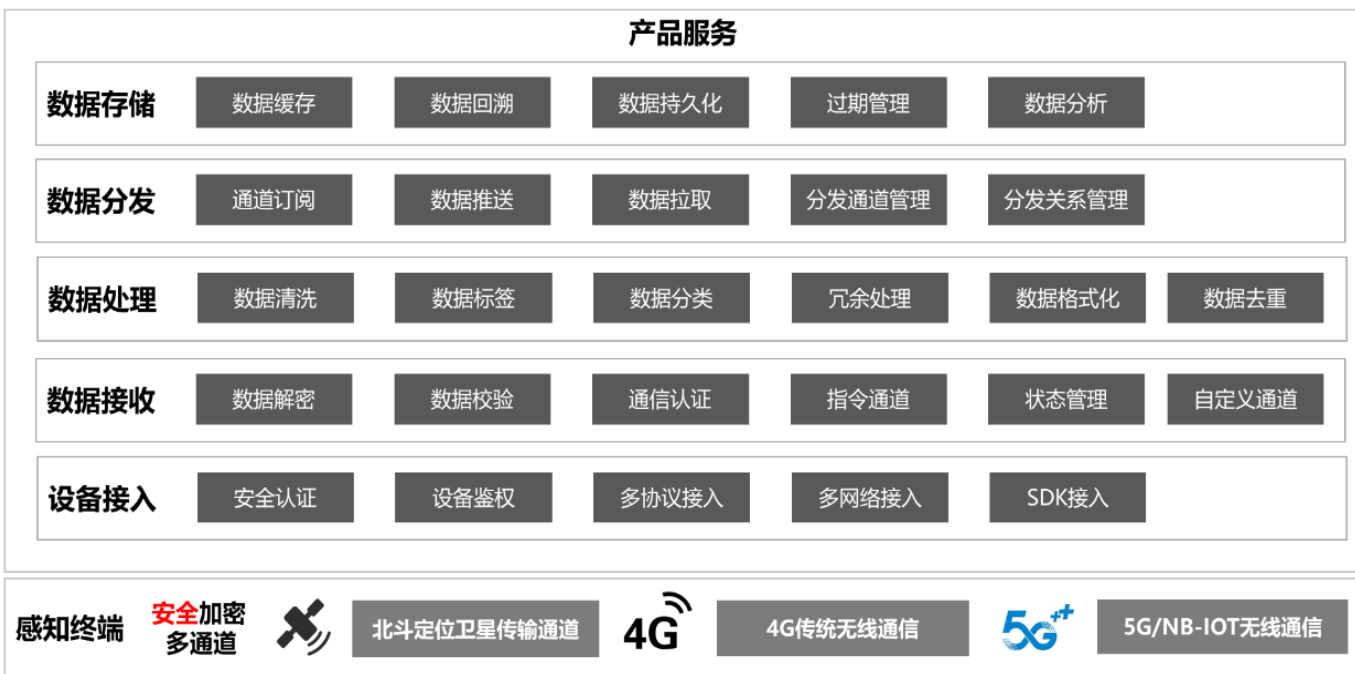 产品服务
数据存储 数据缓存 数据回溯 数据持久化 过期管理 数据分析
数据分发 通道订阅 数据推送 数据拉取 分发通道管理 分发关系管理
数据处理 数据清洗 数据标签 数据分类 冗余处理 数据格式化 数据去重
数据接收 数据解密 数据校验 通信认证 指令通道 状态管理 自定义通道
设备接入 安全认证 设备鉴权 多协议接入 多网络接入 SDK接入
感知终端 安全加密 多通道 北斗定位卫星传输通道 4G 4G传统无线通信 5G++ 5G/NB-IOT无线通信